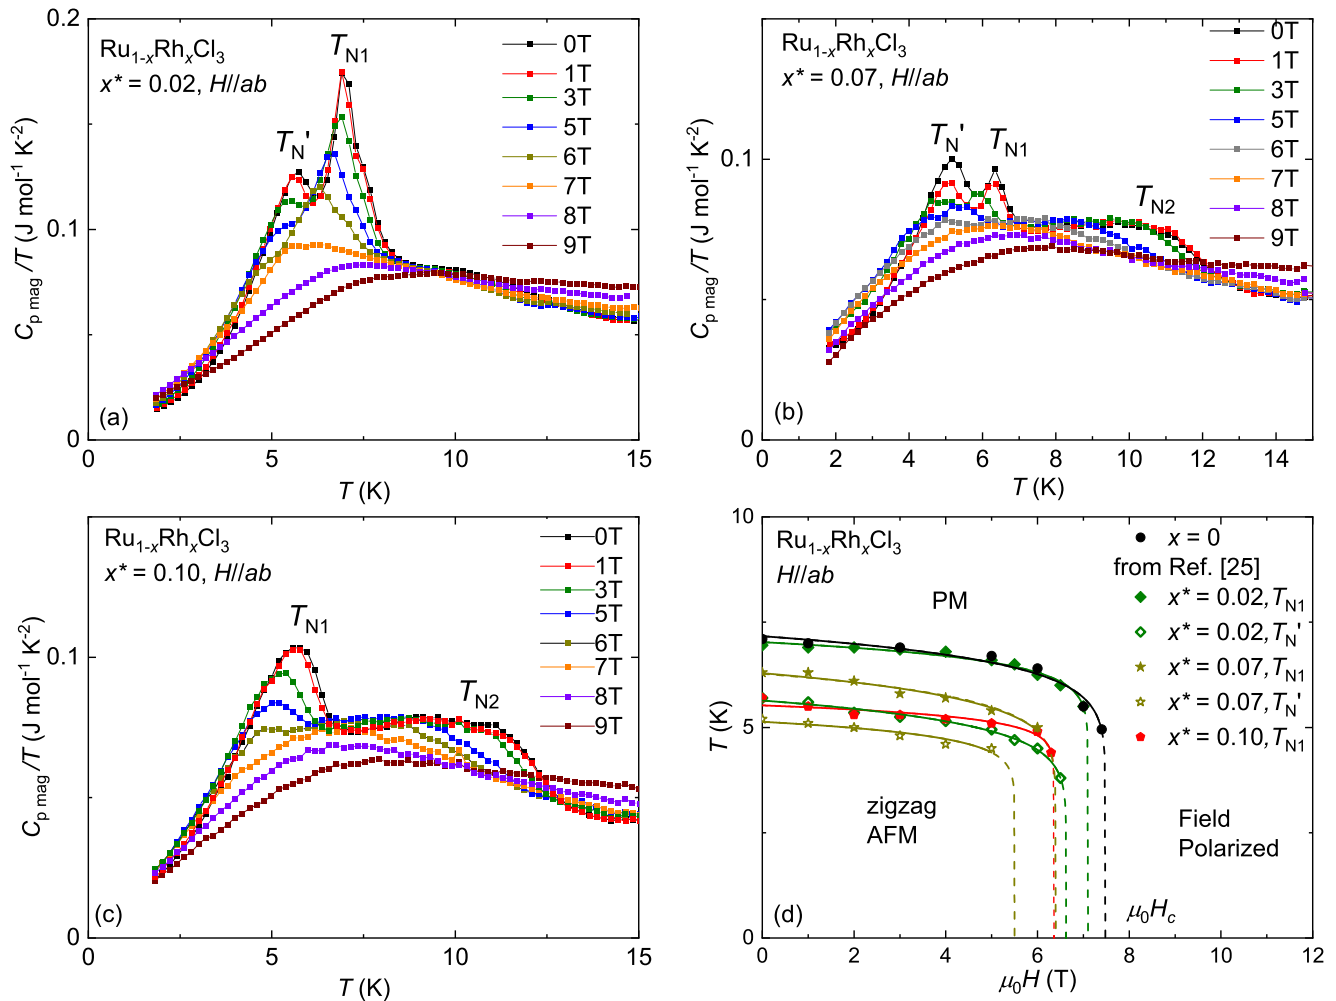 Ru1-xRhxCl3
x* = 0.02, H//ab
TN'
TN1
0T
1T
3T
5T
6T
7T
8T
9T
0.2
0.1
0
Cp mag/T (J mol-1 K-2)
(a)
0
5
10
15
T (K)
Ru1-xRhxCl3
x* = 0.07, H//ab
TN'
TN1
TN2
0T
1T
3T
5T
6T
7T
8T
9T
0.1
0
Cp mag/T (J mol-1 K-2)
(b)
0
2
4
6
8
10
12
14
T (K)
Ru1-xRhxCl3
x* = 0.10, H//ab
TN1
TN2
0T
1T
3T
5T
6T
7T
8T
9T
0.1
0
Cp mag/T (J mol-1 K-2)
(c)
0
5
10
15
T (K)
Ru1-xRhxCl3
H//ab
PM
x = 0
from Ref. [25]
x* = 0.02,TN1
x* = 0.02,TN'
x* = 0.07,TN1
x* = 0.07,TN'
x* = 0.10,TN1
zigzag
AFM
Field
Polarized
μ0Hc
10
5
0
T (K)
(d)
0
2
4
6
8
10
12
μ0H (T)